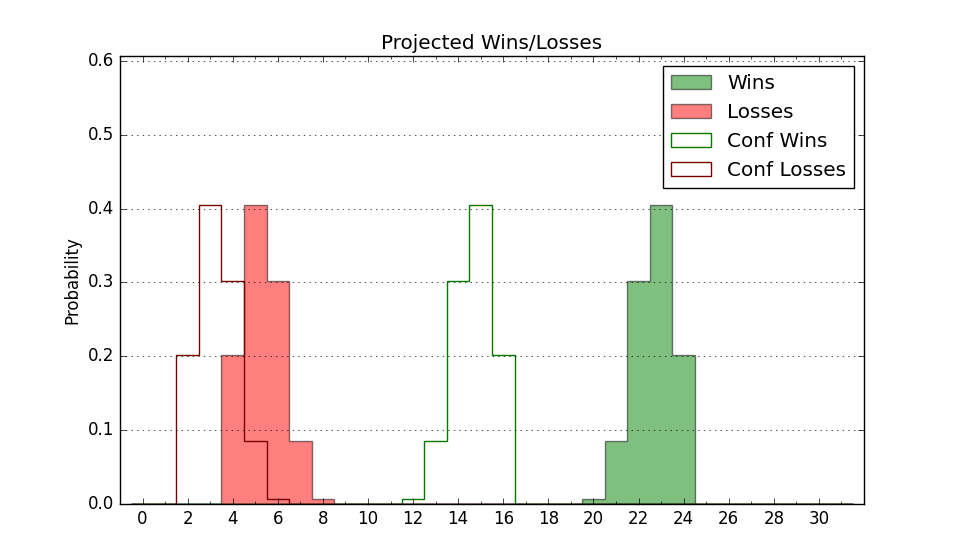 Projected Wins/Losses
0.6
0.5
0.4
0.3
0.2
0.1
0.0
Probability
Wins
Losses
Conf Wins
Conf Losses
0 2 4 6 8 10 12 14 16 18 20 22 24 26 28 30